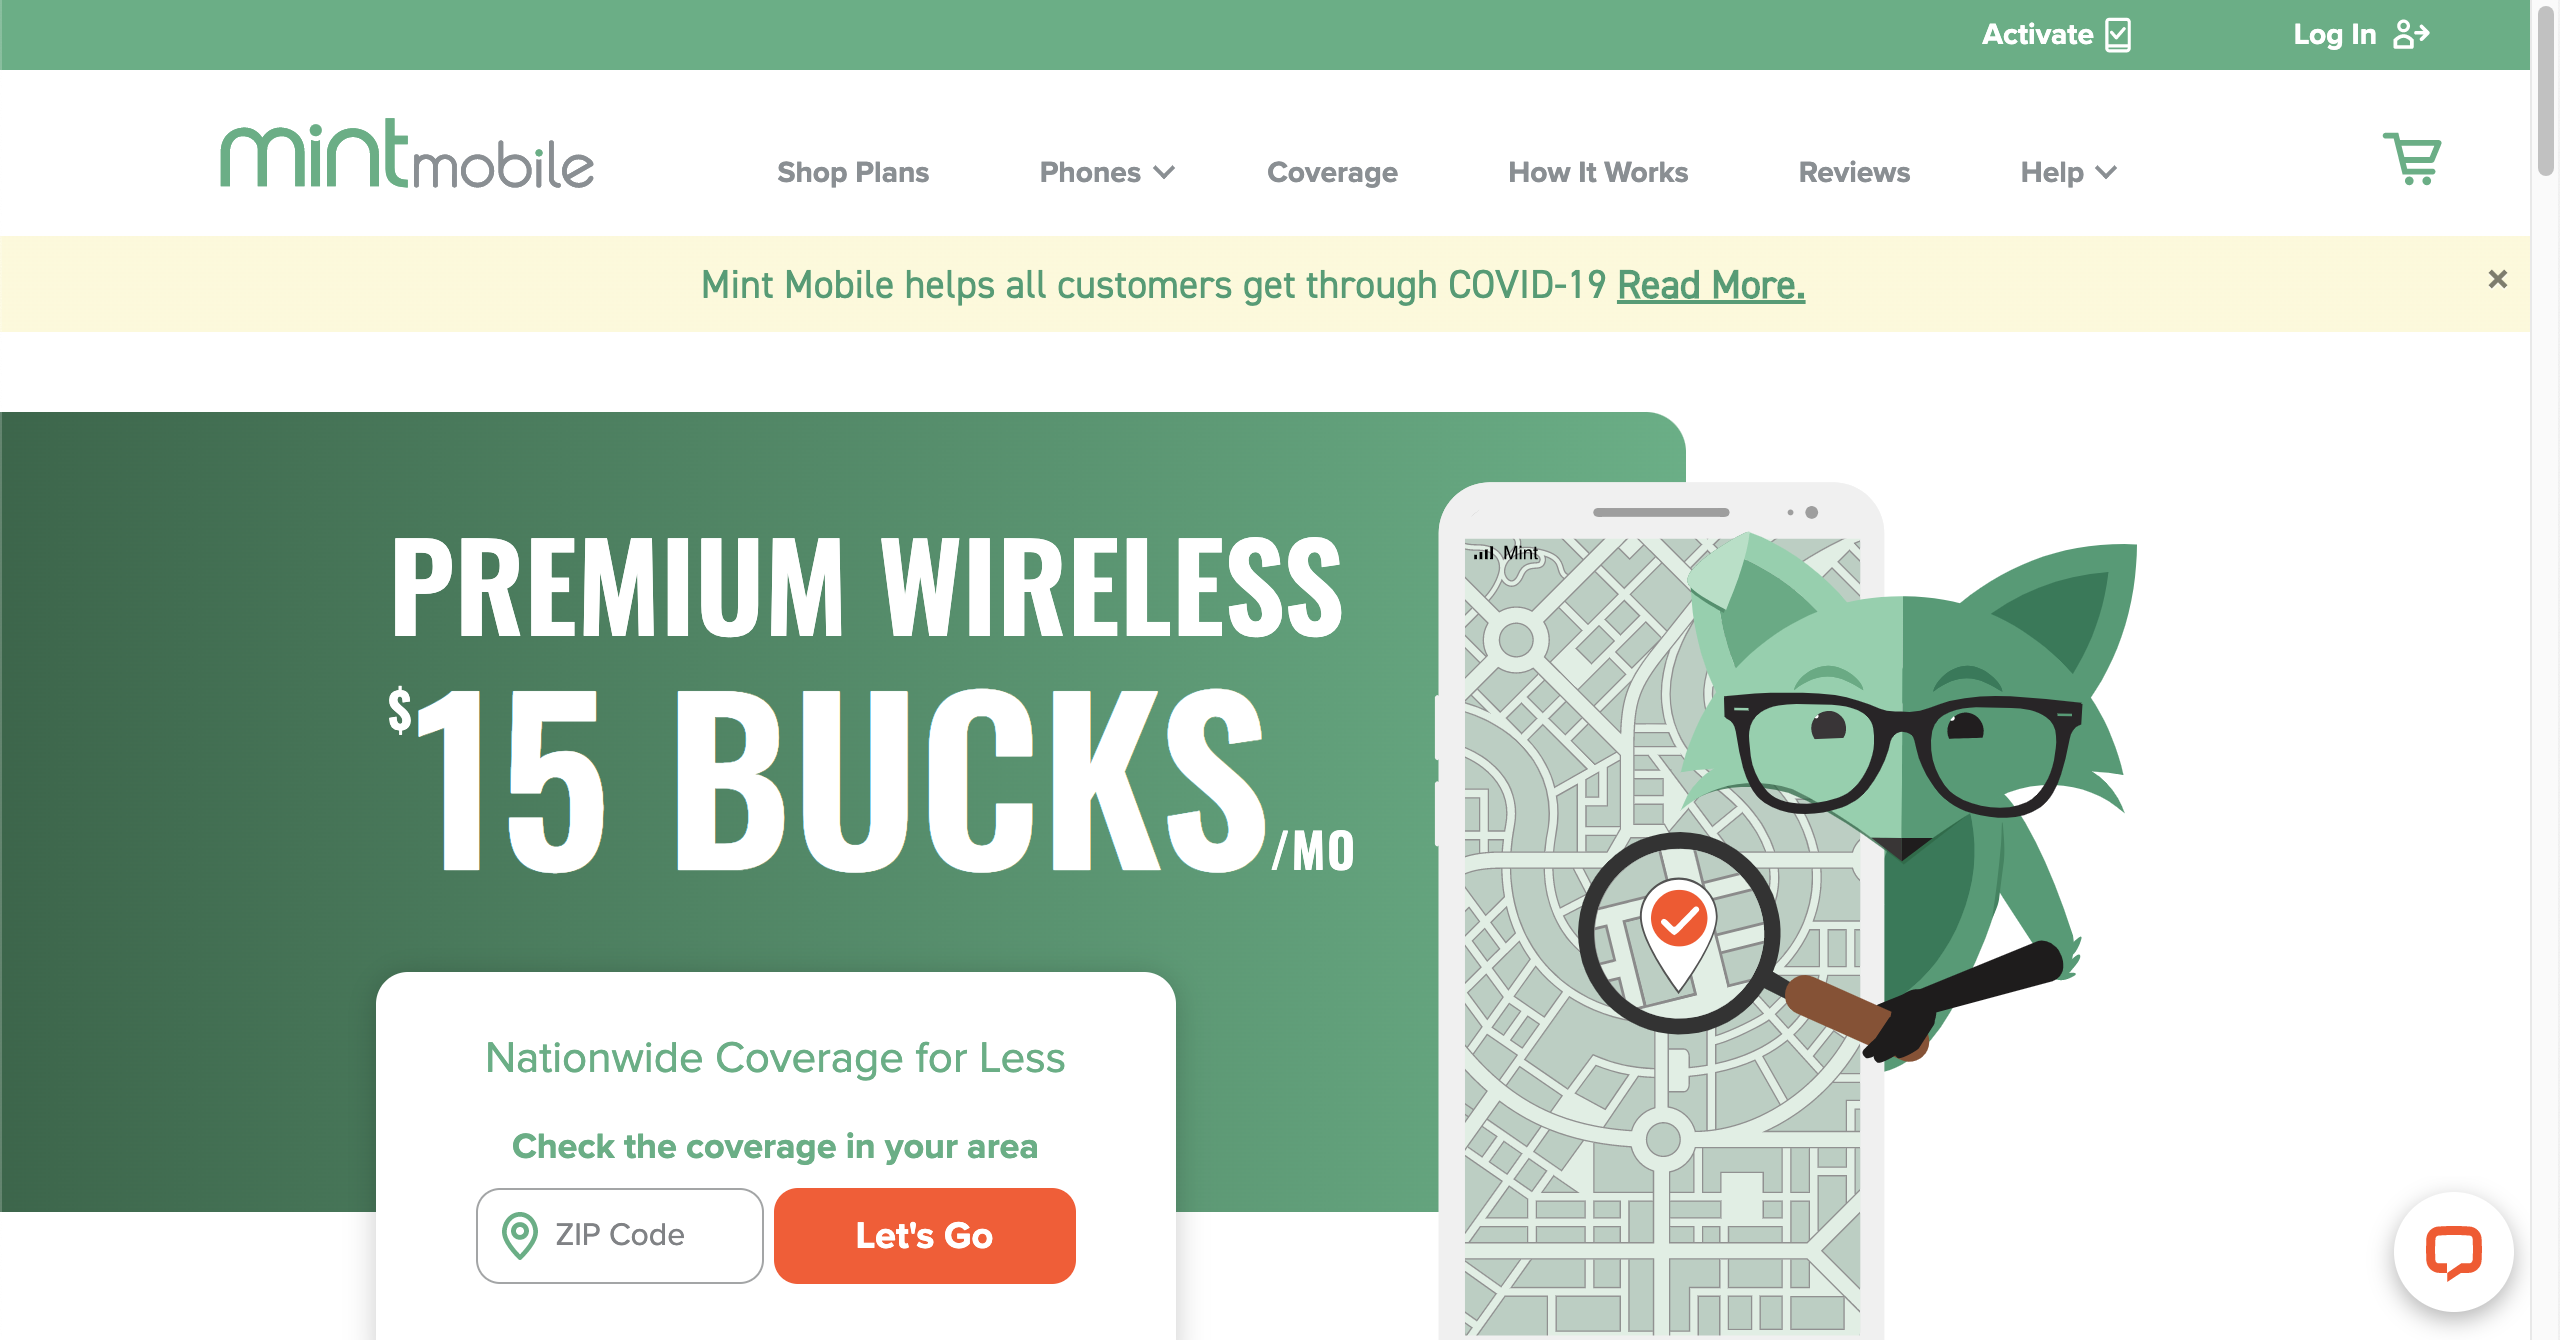 Activate
Log In
mintmobile
Shop Plans
Phones
Coverage
How It Works
Reviews
Help
Mint Mobile helps all customers get through COVID-19 Read More.
PREMIUM WIRELESS
$15 BUCKS/MO
Mint
Nationwide Coverage for Less
Check the coverage in your area
ZIP Code
Let's Go